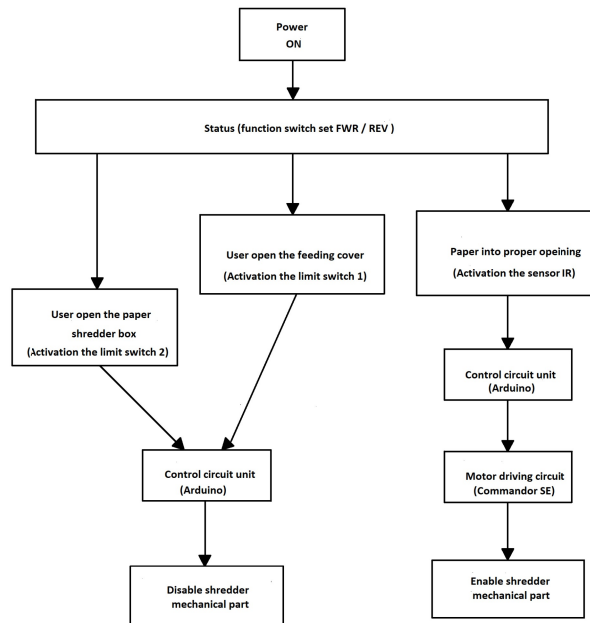 Power
ON
Status (function switch set FWR / REV )
User open the feeding cover
(Activation the limit switch 1)
Paper into proper opeining
(Activation the sensor IR)
User open the paper
shredder box
(Activation the limit switch 2)
Control circuit unit
(Arduino)
Control circuit unit
(Arduino)
Motor driving circuit
(Commandor SE)
Disable shredder
mechanical part
Enable shredder
mechanical part